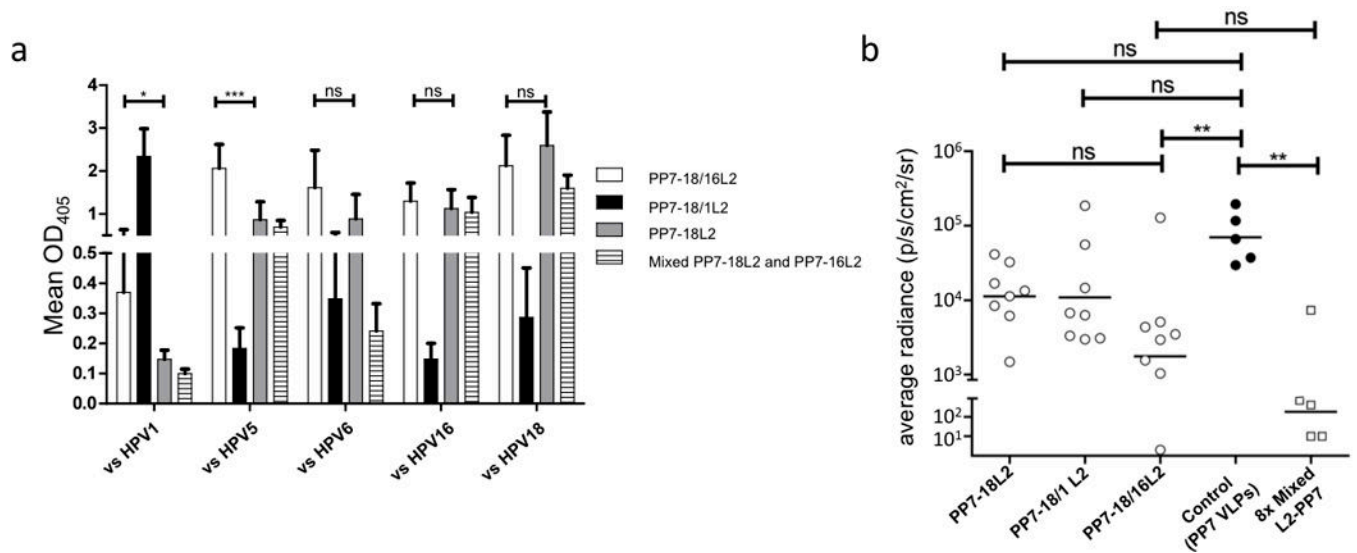 a
Mean OD405
4
3
2
1
0.5
0.4
0.3
0.2
0.1
0.0
*
***
ns
ns
ns
vs HPV1
vs HPV5
vs HPV6
vs HPV16
vs HPV18
PP7-18/16L2
PP7-18/1L2
PP7-18L2
Mixed PP7-18L2 and PP7-16L2
b
ns
ns
ns
**
ns
**
average radiance (p/s/cm²/sr)
10⁶
10⁵
10⁴
10³
10²
10¹
PP7-18L2
PP7-18/1 L2
PP7-18/16L2
Control
(PP7 VLPs)
8x Mixed
L2-PP7